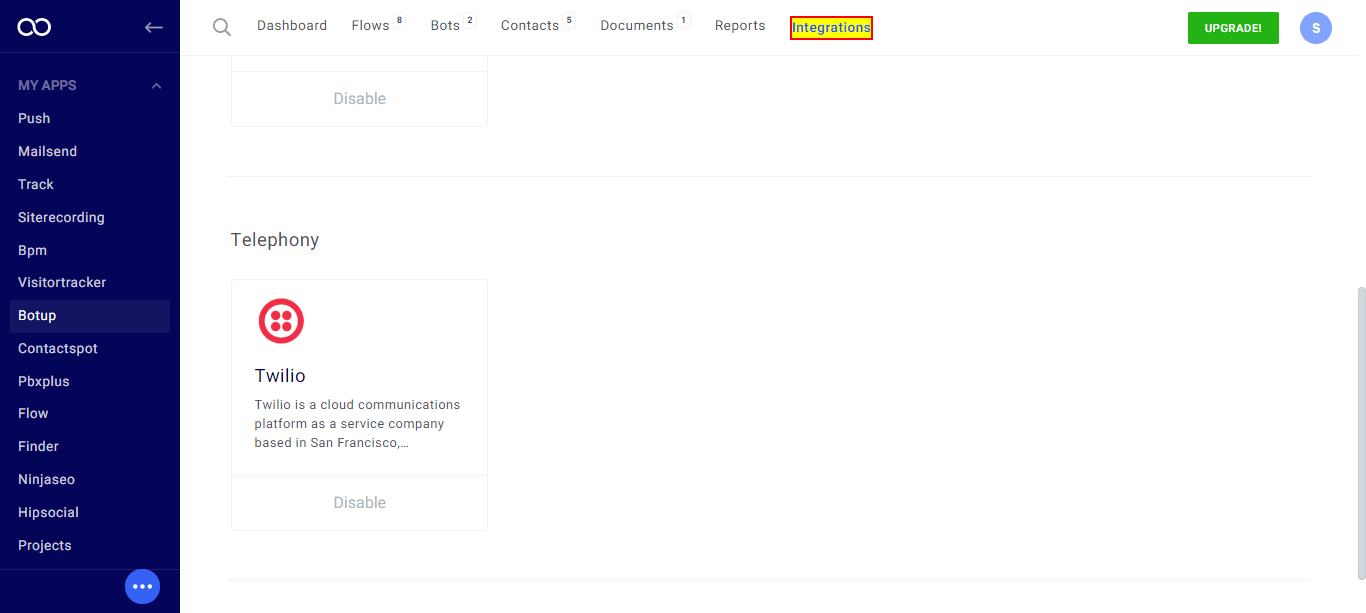 Dashboard Flows 8 Bots 2 Contacts 5 Documents 1 Reports Integrations UPGRADE! S
MY APPS
Push
Mailsend
Track
Siterecording
Bpm
Visitortracker
Botup
Contactspot
Pbxplus
Flow
Finder
Ninjaseo
Hipsocial
Projects
Disable
Telephony
Twilio
Twilio is a cloud communications
platform as a service company
based in San Francisco,...
Disable